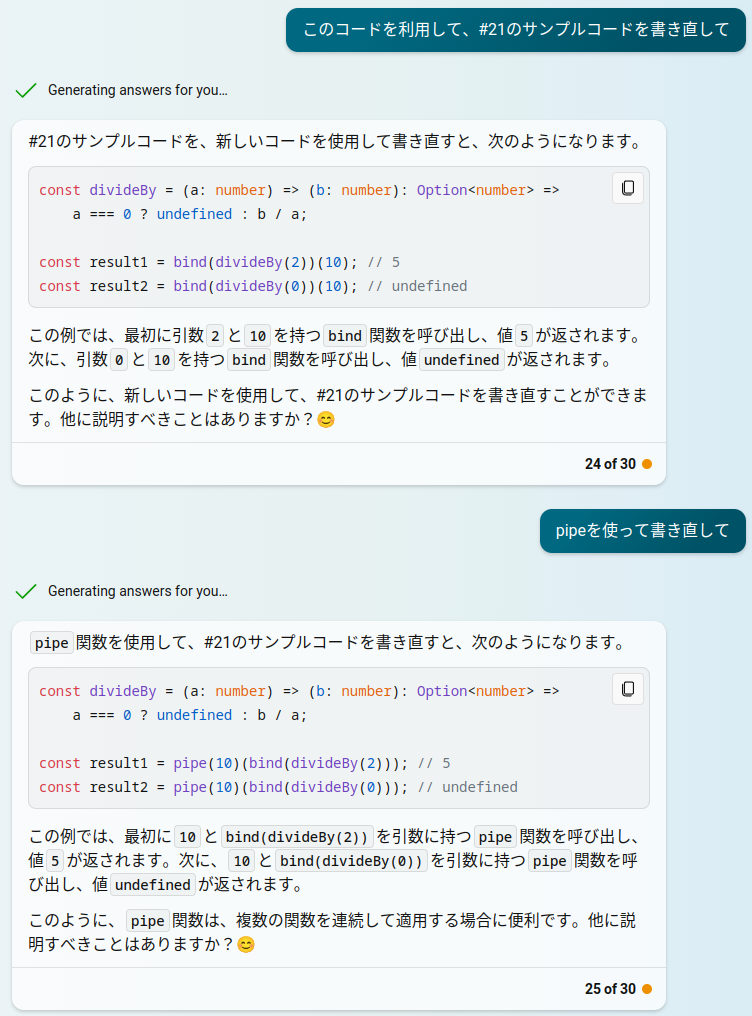 このコードを利用して、#21のサンプルコードを書き直して
Generating answers for you…
#21のサンプルコードを、新しいコードを使用して書き直すと、次のようになります。
const divideBy = (a: number) => (b: number): Option<number> =>
    a === 0 ? undefined : b / a;
const result1 = bind(divideBy(2))(10); // 5
const result2 = bind(divideBy(0))(10); // undefined
この例では、最初に引数 2 と 10 を持つ bind 関数を呼び出し、値 5 が返されます。
次に、引数 0 と 10 を持つ bind 関数を呼び出し、値 undefined が返されます。
このように、新しいコードを使用して、#21のサンプルコードを書き直すことができま
す。他に説明すべきことはありますか？😊
24 of 30
pipeを使って書き直して
Generating answers for you…
pipe 関数を使用して、#21のサンプルコードを書き直すと、次のようになります。
const divideBy = (a: number) => (b: number): Option<number> =>
    a === 0 ? undefined : b / a;
const result1 = pipe(10)(bind(divideBy(2))); // 5
const result2 = pipe(10)(bind(divideBy(0))); // undefined
この例では、最初に 10 と bind(divideBy(2)) を引数に持つ pipe 関数を呼び出し、
値 5 が返されます。次に、 10 と bind(divideBy(0)) を引数に持つ pipe 関数を呼
び出し、値 undefined が返されます。
このように、 pipe 関数は、複数の関数を連続して適用する場合に便利です。他に説
明すべきことはありますか？😊
25 of 30